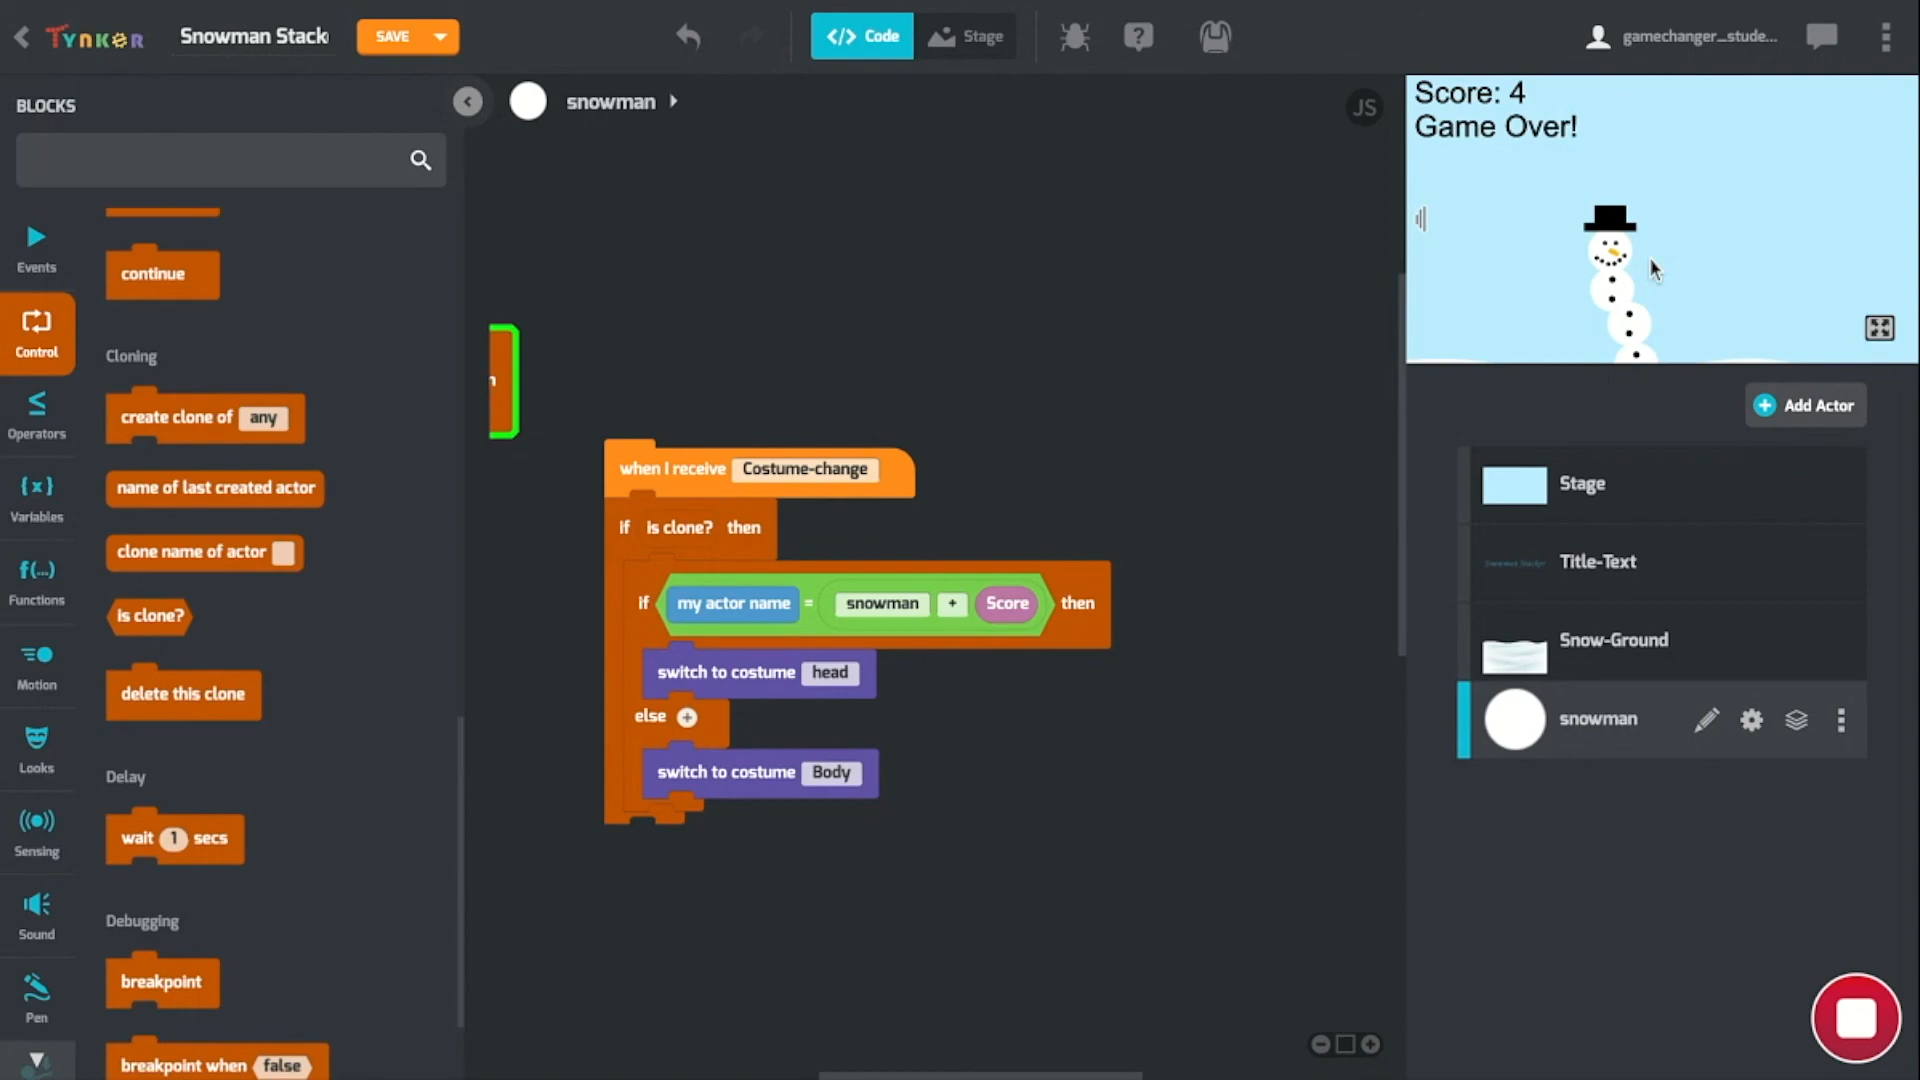 TYNKER
Snowman Stack
SAVE
</> Code
Stage
gamechanger_stude...
BLOCKS
snowman
JS
Score: 4
Game Over!
Events
Control
Operators
{x}
Variables
f(...)
Functions
Motion
Looks
Sensing
Sound
Pen
continue
Cloning
create clone of any
name of last created actor
clone name of actor
is clone?
delete this clone
Delay
wait 1 secs
Debugging
breakpoint
breakpoint when false
when I receive Costume-change
if is clone? then
if my actor name = snowman + Score then
switch to costume head
else
switch to costume Body
Add Actor
Stage
Title-Text
Snow-Ground
snowman